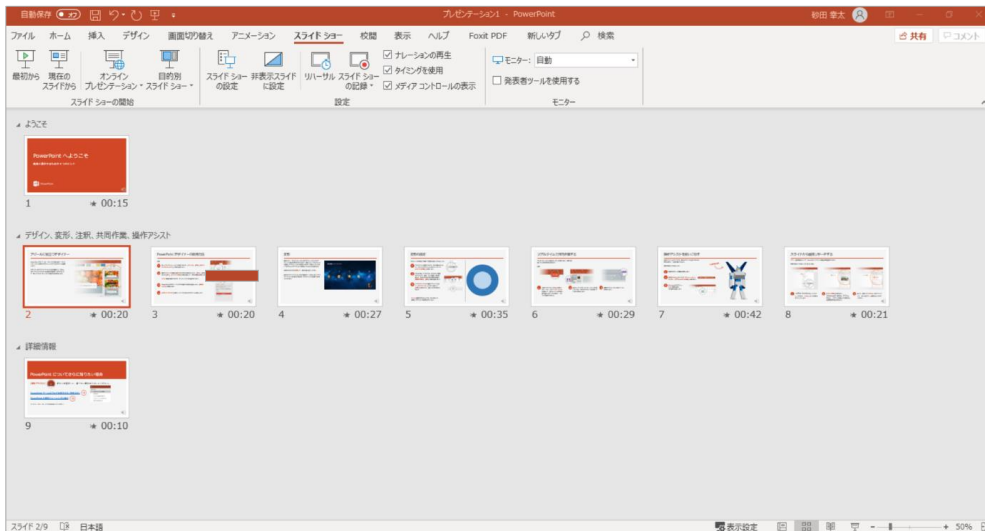 自動保存 オフ プレゼンテーション1 - PowerPoint 砂田 章太
ファイル ホーム 挿入 デザイン 画面切り替え アニメーション スライド ショー 校閲 表示 ヘルプ Foxit PDF 新しいタブ 検索 共有 コメント
最初から 現在のスライドから オンライン プレゼンテーション 目的別 スライド ショー スライド ショーの設定 非表示スライドに設定 リハーサル スライド ショーの記録
ナレーションの再生
タイミングを使用
メディア コントロールの表示
モニター: 自動
発表者ツールを使用する
スライド ショーの開始 設定 モニター
ようこそ
PowerPoint へようこそ
1 00:15
デザイン、変形、注釈、共同作業、操作アシスト
2 00:20 3 00:20 4 00:27 5 00:35 6 00:29 7 00:42 8 00:21
詳細情報
9 00:10
スライド 2/9 日本語 表示設定 50%